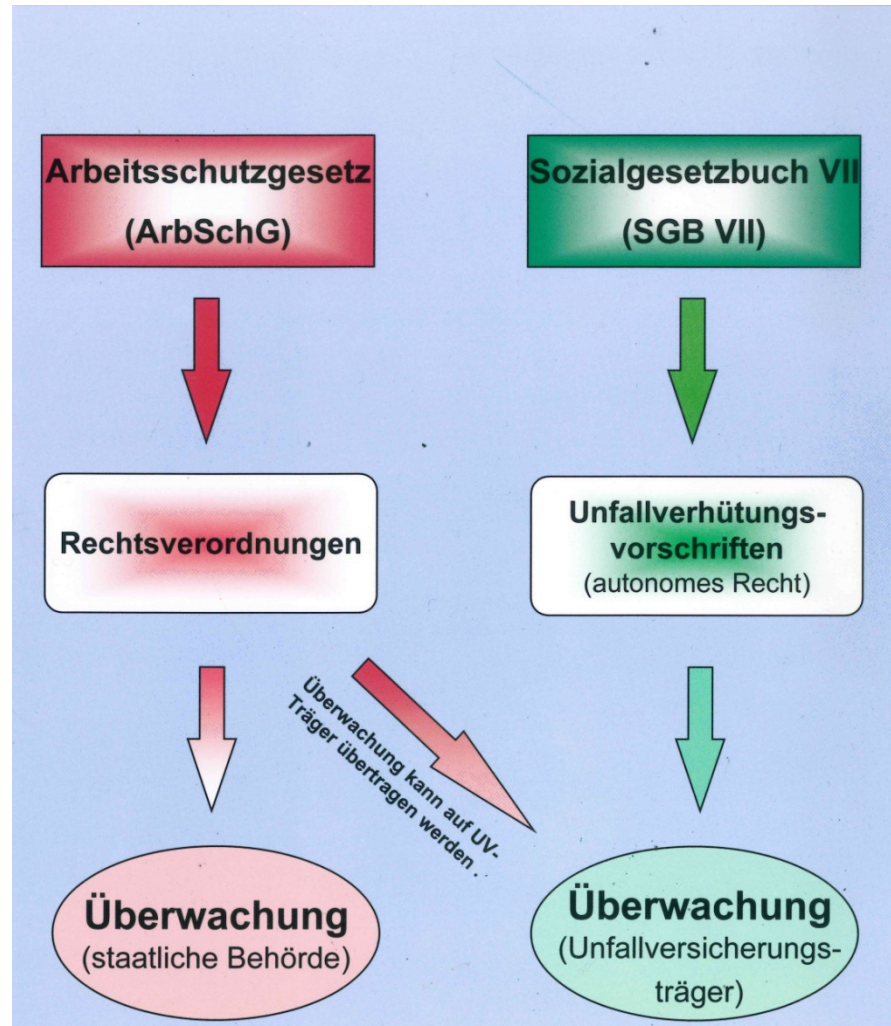 Arbeitsschutzgesetz
(ArbSchG)
Sozialgesetzbuch VII
(SGB VII)
Rechtsverordnungen
Unfallverhütungs-
vorschriften
(autonomes Recht)
Überwachung kann auf UV-
Träger übertragen werden .
Überwachung
(staatliche Behörde)
Überwachung
(Unfallversicherungs-
träger)